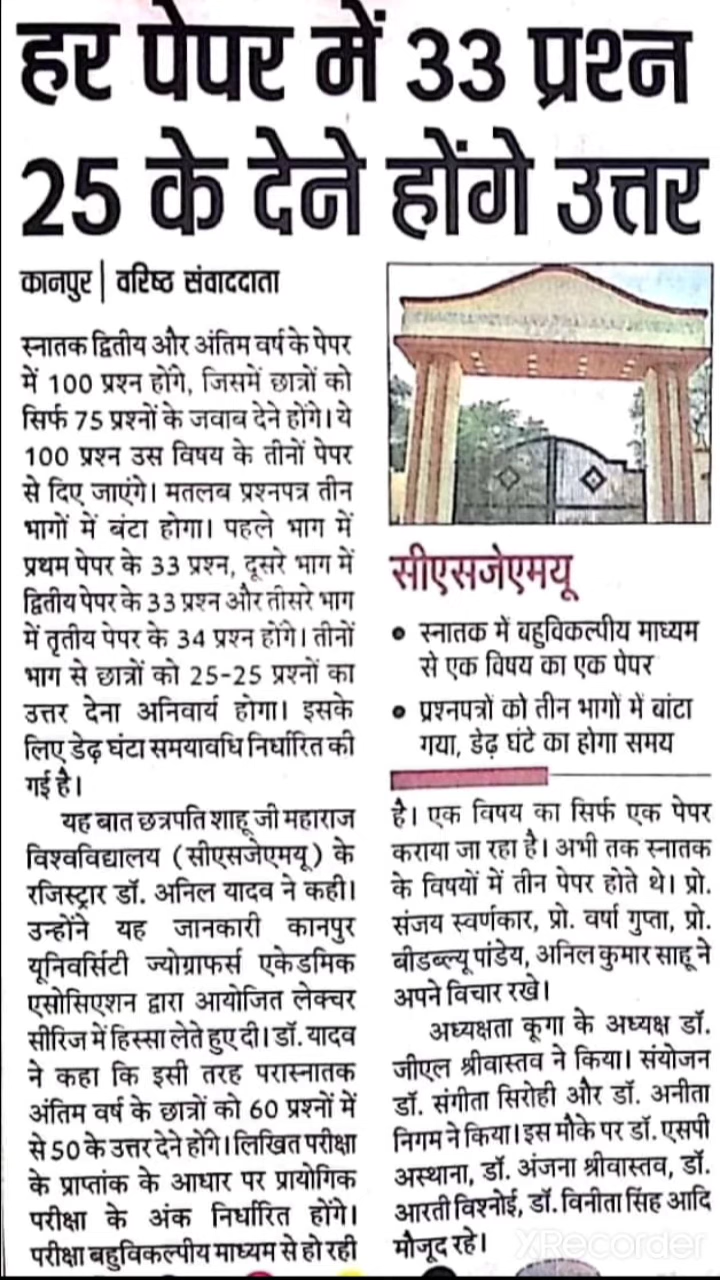 हर पेपर में 33 प्रश्न
25 के देने होंगे उत्तर
कानपुर | वरिष्ठ संवाददाता
स्नातक द्वितीय और अंतिम वर्ष के पेपर
में 100 प्रश्न होंगे, जिसमें छात्रों को
सिर्फ 75 प्रश्नों के जवाब देने होंगे। ये
100 प्रश्न उस विषय के तीनों पेपर
से दिए जाएंगे। मतलब प्रश्नपत्र तीन
भागों में बंटा होगा। पहले भाग में
प्रथम पेपर के 33 प्रश्न, दूसरे भाग में
द्वितीय पेपर के 33 प्रश्न और तीसरे भाग
में तृतीय पेपर के 34 प्रश्न होंगे। तीनों
भाग से छात्रों को 25-25 प्रश्नों का
उत्तर देना अनिवार्य होगा। इसके
लिए डेढ़ घंटा समयावधि निर्धारित की
गई है।
यह बात छत्रपति शाहू जी महाराज
विश्वविद्यालय (सीएसजेएमयू) के
रजिस्ट्रार डॉ. अनिल यादव ने कही।
उन्होंने यह जानकारी कानपुर
यूनिवर्सिटी ज्योग्राफर्स एकेडमिक
एसोसिएशन द्वारा आयोजित लेक्चर
सीरिज में हिस्सा लेते हुए दी। डॉ. यादव
ने कहा कि इसी तरह परास्नातक
अंतिम वर्ष के छात्रों को 60 प्रश्नों में
से 50 के उत्तर देने होंगे। लिखित परीक्षा
के प्राप्तांक के आधार पर प्रायोगिक
परीक्षा के अंक निर्धारित होंगे।
परीक्षा बहुविकल्पीय माध्यम से हो रही
सीएसजेएमयू
• स्नातक में बहुविकल्पीय माध्यम
से एक विषय का एक पेपर
• प्रश्नपत्रों को तीन भागों में बांटा
गया, डेढ़ घंटे का होगा समय
है। एक विषय का सिर्फ एक पेपर
कराया जा रहा है। अभी तक स्नातक
के विषयों में तीन पेपर होते थे। प्रो.
संजय स्वर्णकार, प्रो. वर्षा गुप्ता, प्रो.
बीडब्ल्यू पांडेय, अनिल कुमार साहू ने
अपने विचार रखे।
अध्यक्षता कूगा के अध्यक्ष डॉ.
जीएल श्रीवास्तव ने किया। संयोजन
डॉ. संगीता सिरोही और डॉ. अनीता
निगम ने किया। इस मौके पर डॉ. एसपी
अस्थाना, डॉ. अंजना श्रीवास्तव, डॉ.
आरती विश्नोई, डॉ. विनीता सिंह आदि
मौजूद रहे।
XRecorder